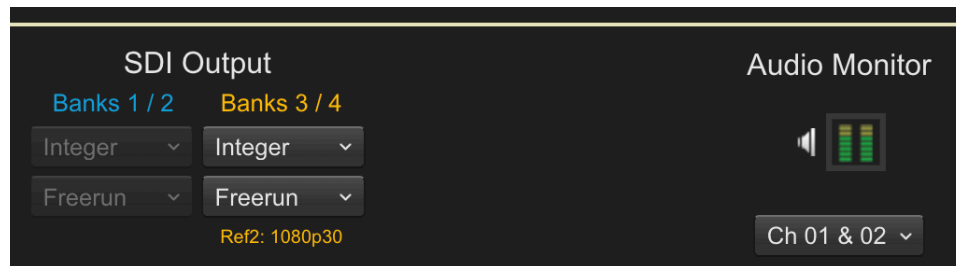 SDI Output
Audio Monitor
Banks 1 / 2 Banks 3 / 4
Integer Integer
Freerun Freerun
Ref2: 1080p30
Ch 01 & 02